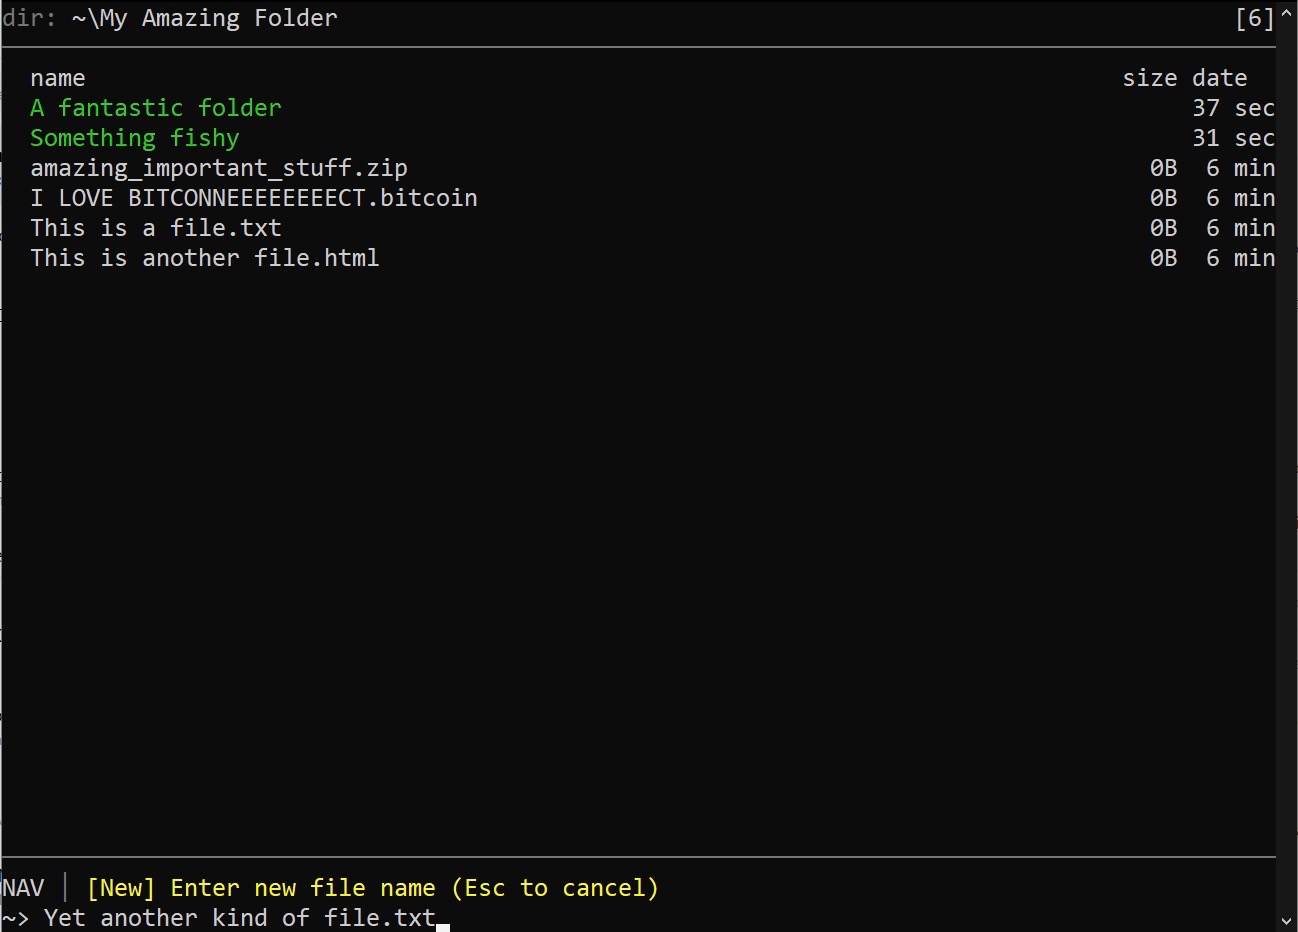 dir: ~\My Amazing Folder [6]
name size date
A fantastic folder 37 sec
Something fishy 31 sec
amazing_important_stuff.zip 0B 6 min
I LOVE BITCONNEEEEEEEECT.bitcoin 0B 6 min
This is a file.txt 0B 6 min
This is another file.html 0B 6 min
NAV │ [New] Enter new file name (Esc to cancel)
~> Yet another kind of file.txt